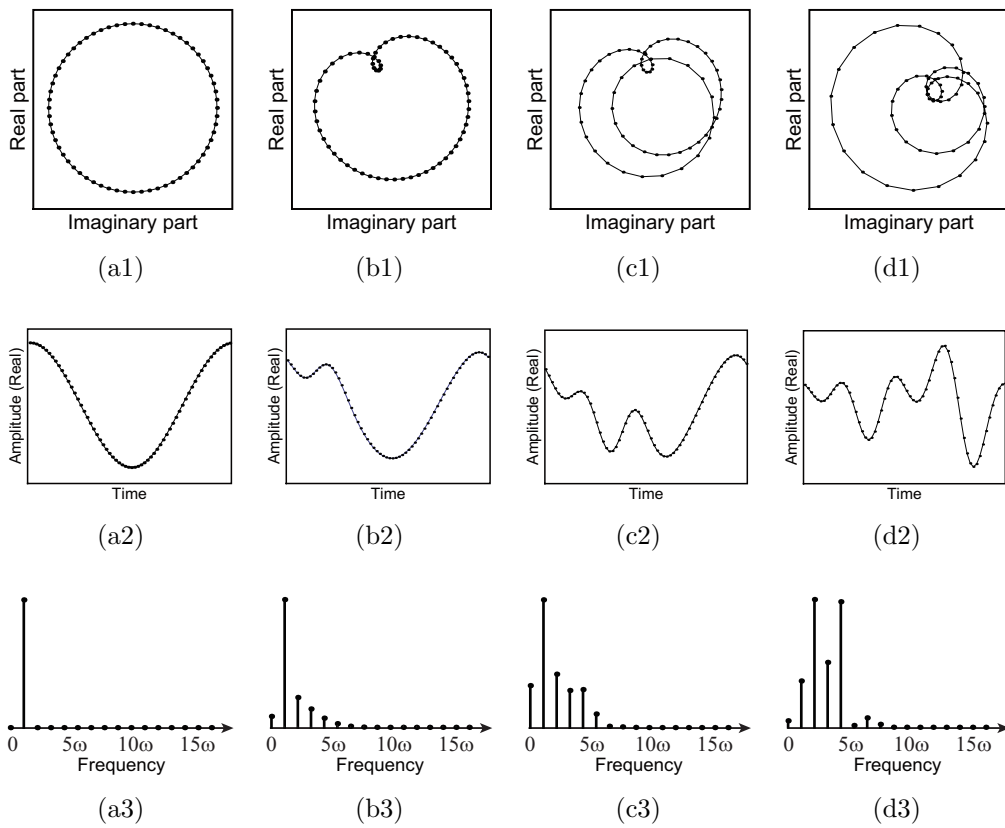 Real part Real part Real part Real part
Imaginary part Imaginary part Imaginary part Imaginary part
(a1) (b1) (c1) (d1)
Amplitude (Real) Amplitude (Real) Amplitude (Real) Amplitude (Real)
Time Time Time Time
(a2) (b2) (c2) (d2)
0 5ω 10ω 15ω 0 5ω 10ω 15ω 0 5ω 10ω 15ω 0 5ω 10ω 15ω
Frequency Frequency Frequency Frequency
(a3) (b3) (c3) (d3)